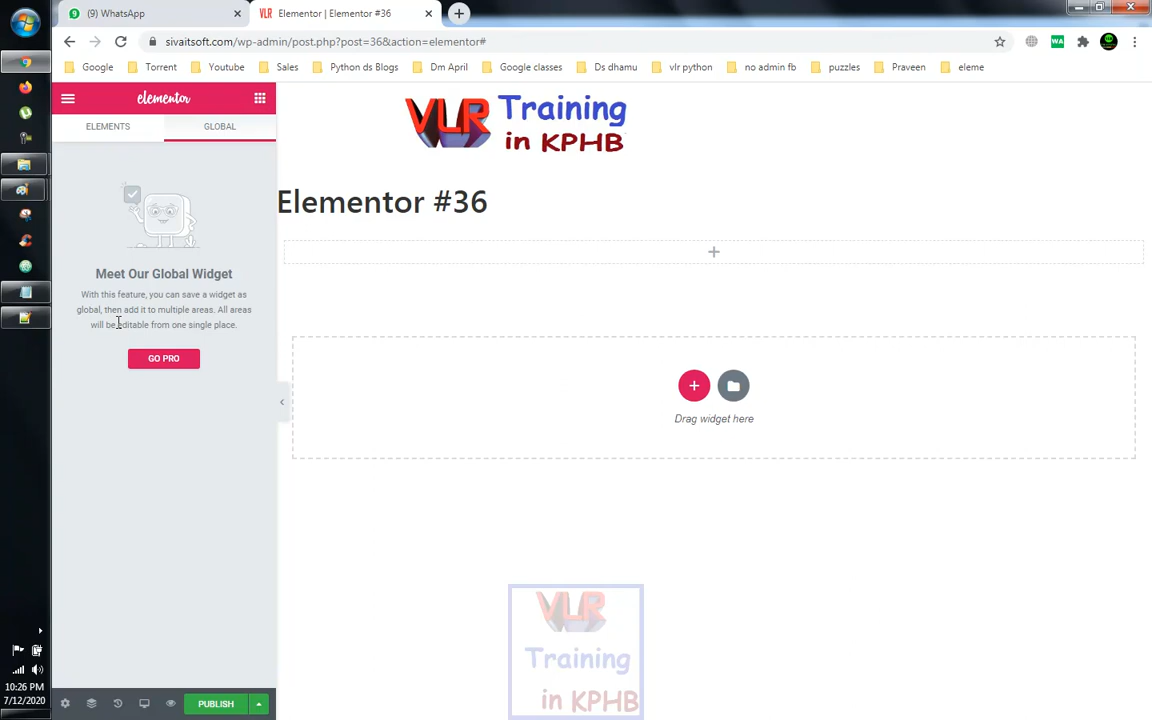 (9) WhatsApp
Elementor | Elementor #36
sivaitsoft.com/wp-admin/post.php?post=36&action=elementor#
Google
Torrent
Youtube
Sales
Python ds Blogs
Dm April
Google classes
Ds dhamu
vlr python
no admin fb
puzzles
Praveen
eleme
elementor
ELEMENTS
GLOBAL
VLR Training
in KPHB
Elementor #36
Meet Our Global Widget
With this feature, you can save a widget as
global, then add it to multiple areas. All areas
will be editable from one single place.
GO PRO
Drag widget here
VLR
Training
in KPHB
10:26 PM
7/12/2020
PUBLISH